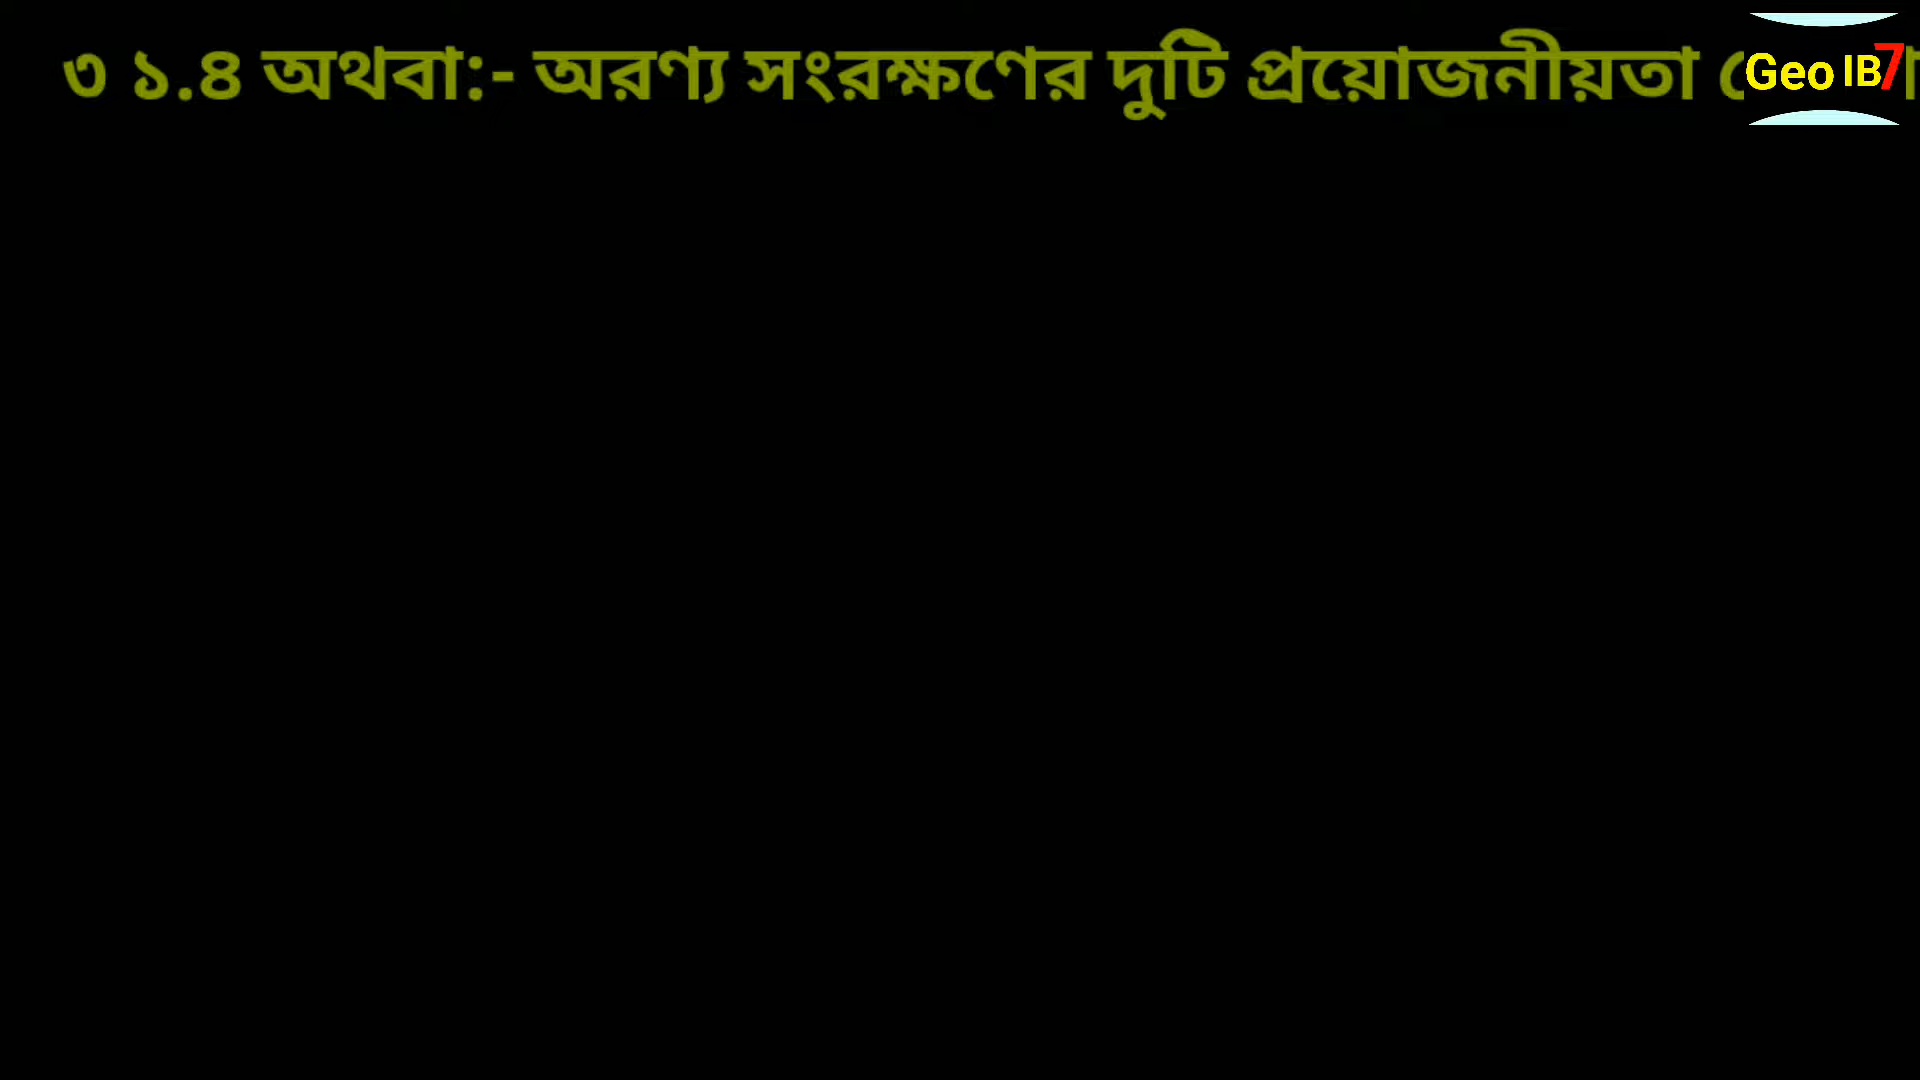 ৩ ১.৪ অথবা:- অরণ্য সংরক্ষণের দুটি প্রয়োজনীয়তা
Geo IB7